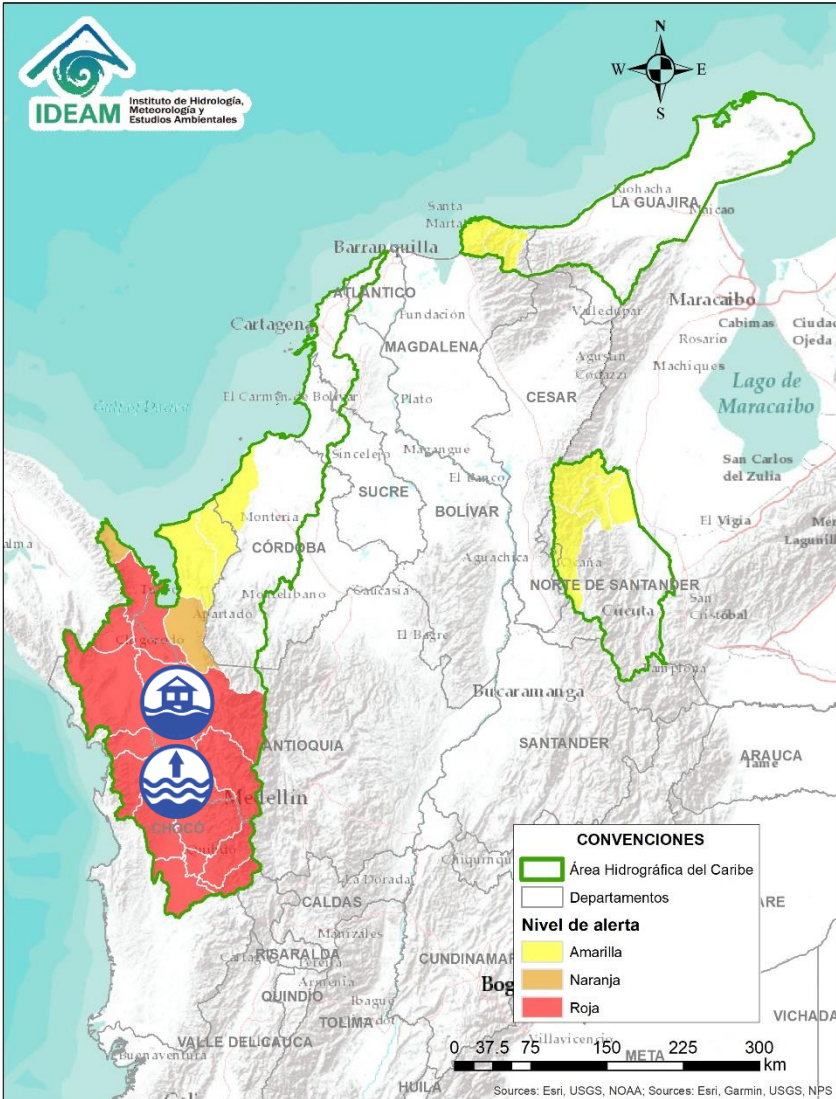 IDEAM
Instituto de Hidrología,
Meteorología y
Estudios Ambientales
N
W
E
S
Riohacha
LA GUAJIRA
Maicao
Santa
Marta
Barranquilla
ATLÁNTICO
Maracaibo
Cabimas
Ciudad
Ojeda
Fundación
Valledupar
Cartagena
Rosario
MAGDALENA
Machiques
Agustín
Codazzi
Lago de
Maracaibo
El Carmen de Bolívar
Plato
CESAR
Sincelejo
Magangue
San Carlos
del Zulia
El Banco
SUCRE
BOLÍVAR
Montería
El Vigía
CÓRDOBA
Aguachica
Ocaña
Montelibano
Caucasia
NORTE DE SANTANDER
San
Cristóbal
Apartado
Cucuta
El Bagre
Chigorodó
Pamplona
Bucaramanga
ANTIOQUIA
SANTANDER
ARAUCA
Tame
Medellín
CHOCÓ
Quibdó
La Dorada
CALDAS
Manizales
RISARALDA
Pereira
Armenia
QUINDÍO
Ibagué
TOLIMA
VALLE DEL CAUCA
Buenaventura
HUILA
Villavicencio
META
VICHADA
CONVENCIONES
Área Hidrográfica del Caribe
Departamentos
Nivel de alerta
Amarilla
Naranja
Roja
0 37.5 75 150 225 300
km
Sources: Esri, USGS, NOAA; Sources: Esri, Garmin, USGS, NPS